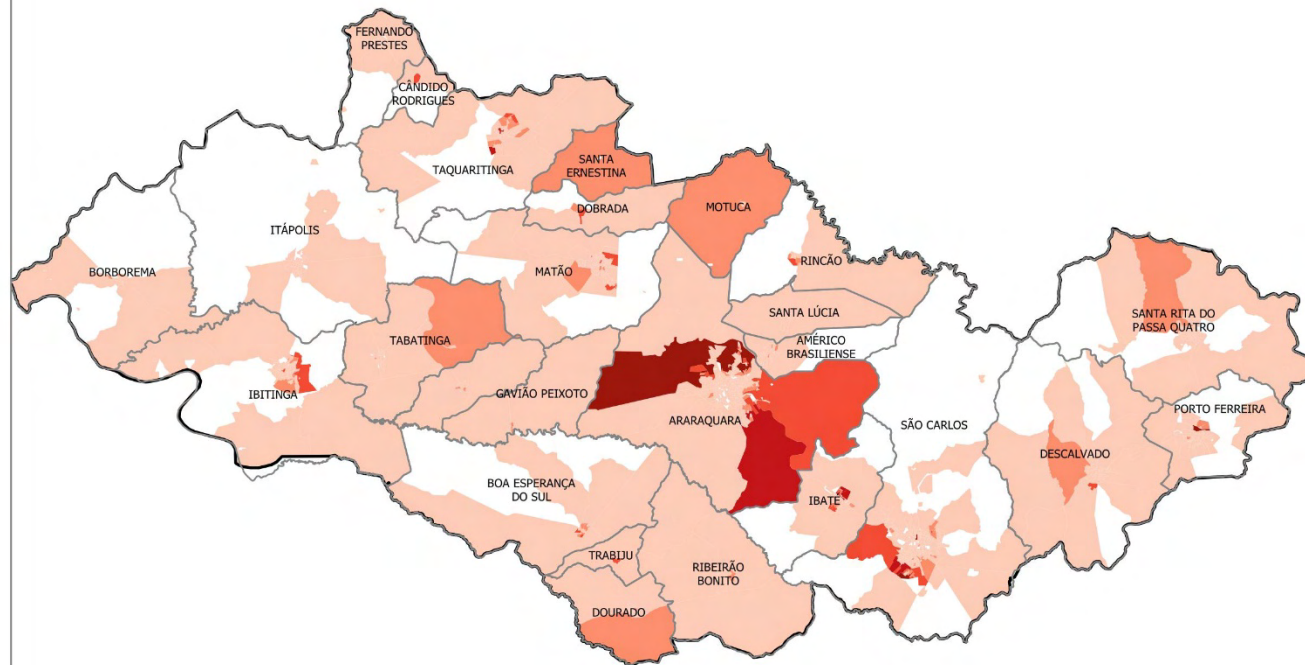 FERNANDO
PRESTES
CÂNDIDO
RODRIGUES
TAQUARITINGA
SANTA
ERNESTINA
DOBRADA
MOTUCA
ITÁPOLIS
BORBOREMA
MATÃO
RINCÃO
SANTA LÚCIA
AMÉRICO
BRASILIENSE
SANTA RITA DO
PASSA QUATRO
TABATINGA
IBITINGA
GAVIÃO PEIXOTO
ARARAQUARA
SÃO CARLOS
PORTO FERREIRA
DESCALVADO
BOA ESPERANÇA
DO SUL
IBATE
TRABIJU
RIBEIRÃO
BONITO
DOURADO